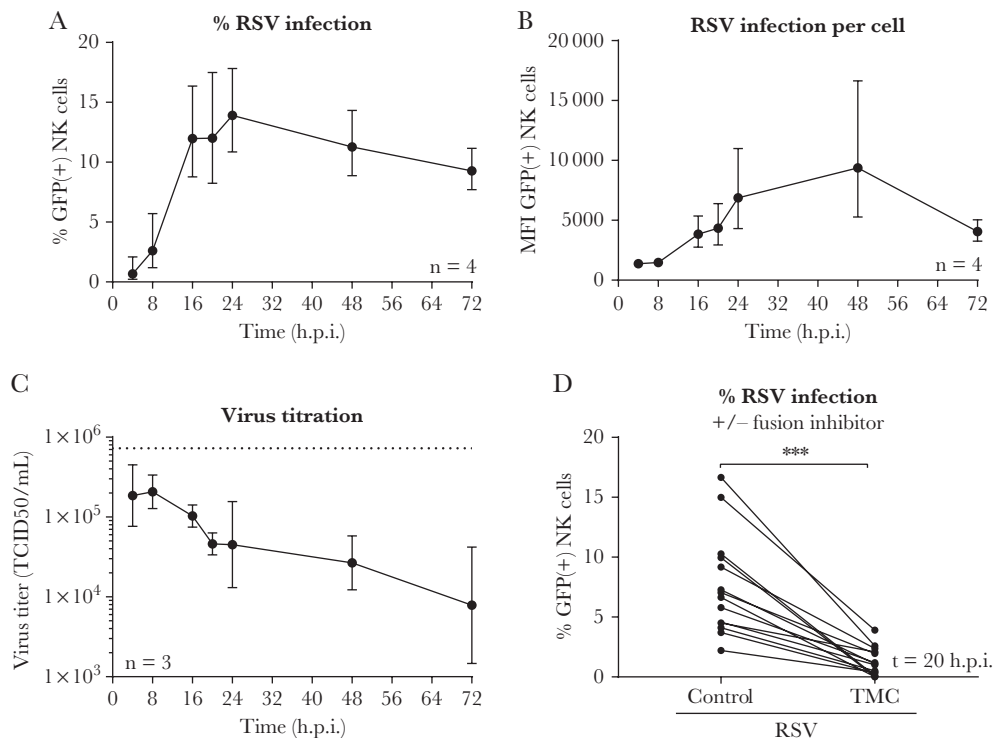 A
% RSV infection
% GFP(+) NK cells
20
15
10
5
0
n = 4
0 8 16 24 32 40 48 56 64 72
Time (h.p.i.)
B
RSV infection per cell
MFI GFP(+) NK cells
20 000
15 000
10 000
5000
0
n = 4
0 8 16 24 32 40 48 56 64 72
Time (h.p.i.)
C
Virus titration
Virus titer (TCID50/mL)
1×10⁶
1×10⁵
1×10⁴
1×10³
n = 3
0 8 16 24 32 40 48 56 64 72
Time (h.p.i.)
D
% RSV infection
+/– fusion inhibitor
***
% GFP(+) NK cells
20
15
10
5
0
t = 20 h.p.i.
Control TMC
RSV